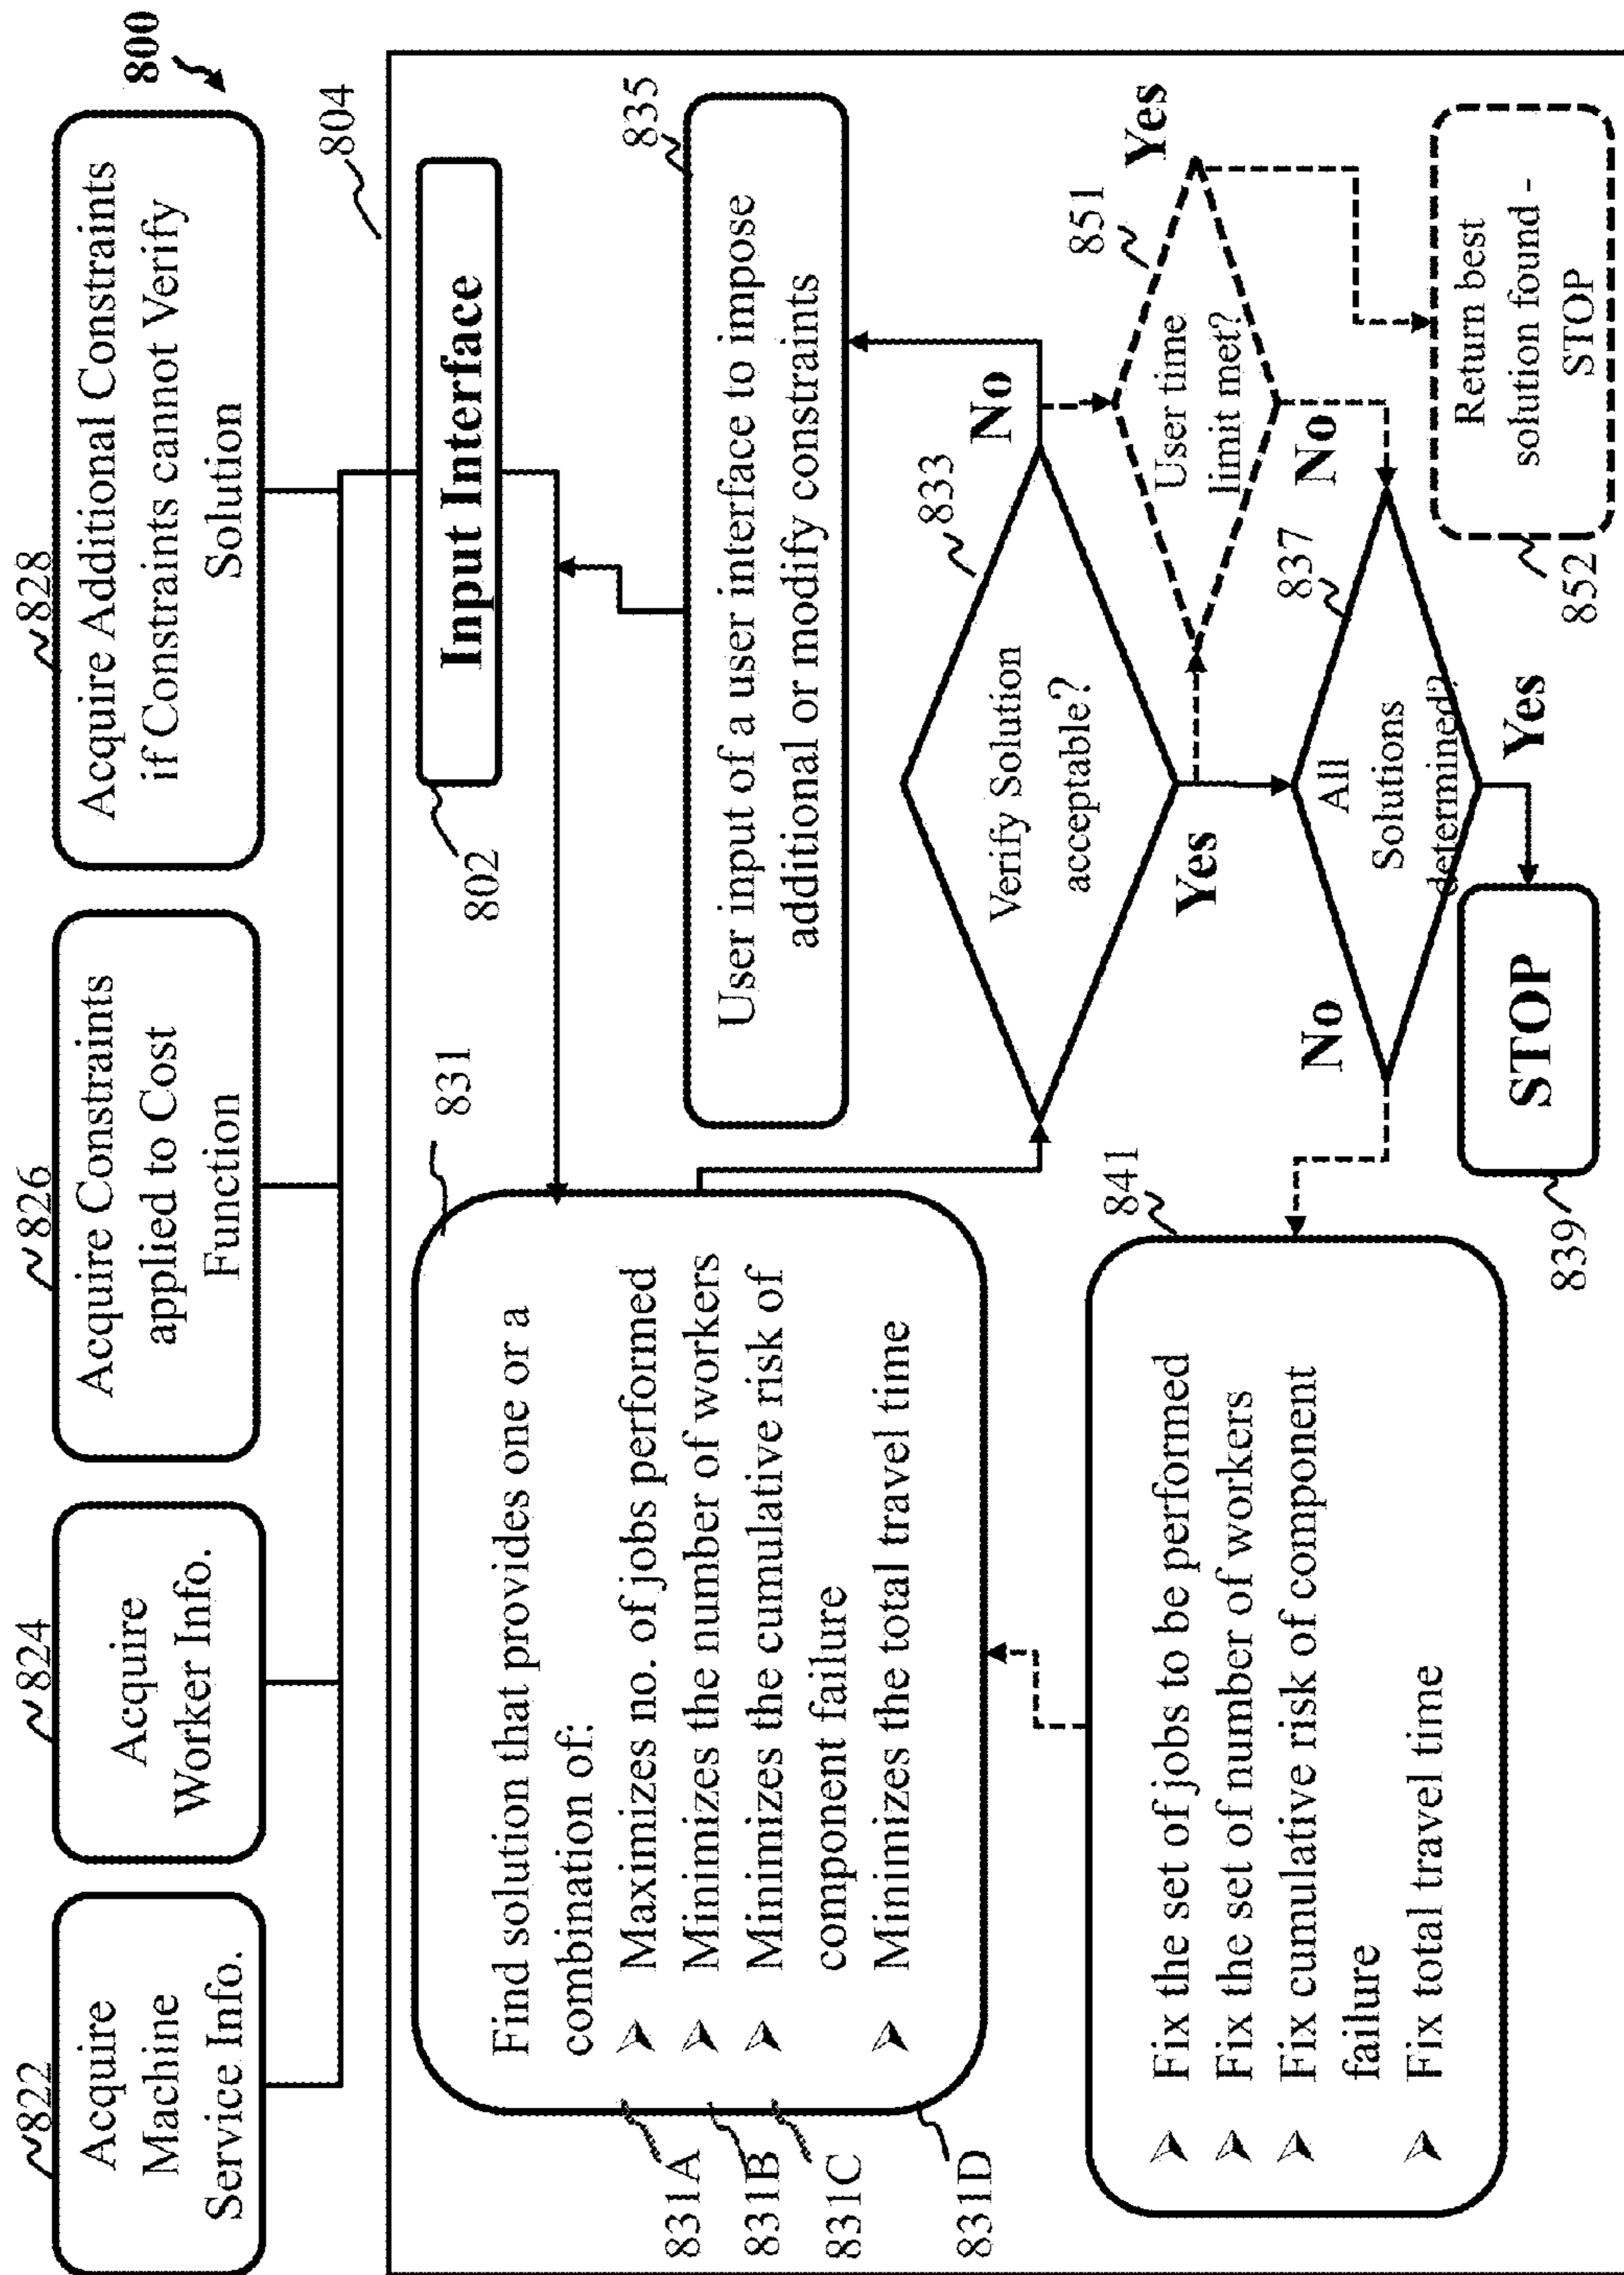 800
822
Acquire
Machine
Service Info.
824
Acquire
Worker Info.
826
Acquire Constraints
applied to Cost
Function
828
Acquire Additional Constraints
if Constraints cannot Verify
Solution
804
802
Input Interface
831
Find solution that provides one or a
combination of:
831A
➢ Maximizes no. of jobs performed
831B
➢ Minimizes the number of workers
831C
➢ Minimizes the cumulative risk of
component failure
831D
➢ Minimizes the total travel time
835
User input of a user interface to impose
additional or modify constraints
833
Verify Solution
acceptable?
No
Yes
851
User time
limit met?
Yes
No
837
All
Solutions
determined?
No
Yes
841
➢ Fix the set of jobs to be performed
➢ Fix the set of number of workers
➢ Fix cumulative risk of component
failure
➢ Fix total travel time
STOP
839
Return best
solution found -
STOP
852